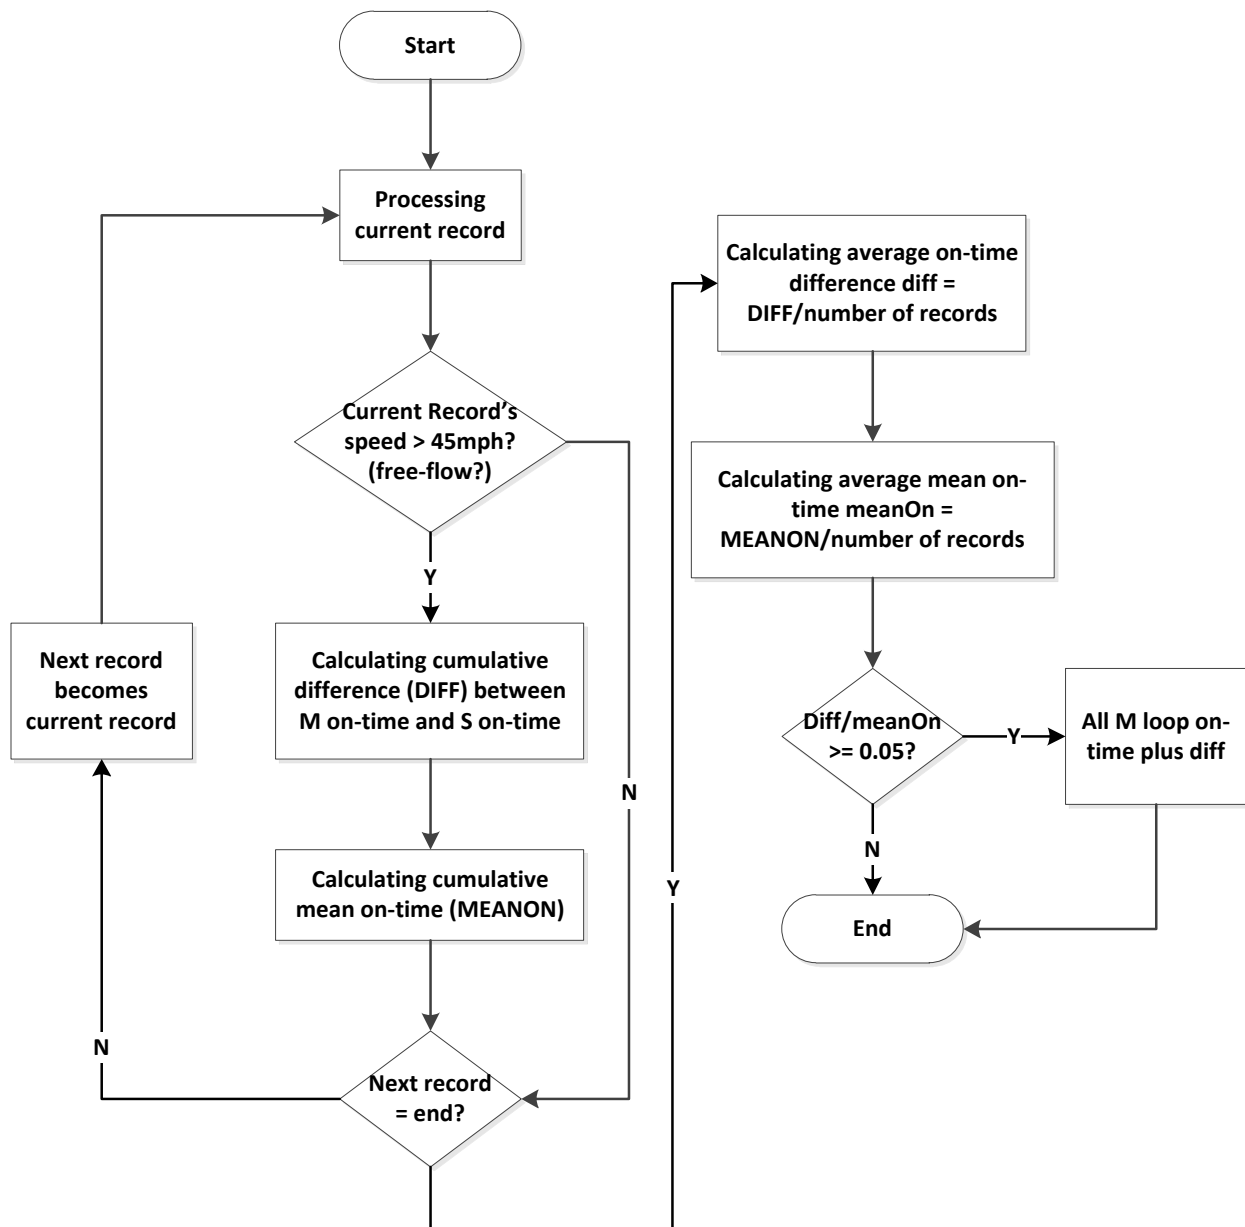 Start
Processing
current record
Current Record's
speed > 45mph?
(free-flow?)
Y
Calculating cumulative
difference (DIFF) between
M on-time and S on-time
Next record
becomes
current record
N
Calculating cumulative
mean on-time (MEANON)
N
Next record
= end?
Y
Calculating average on-time
difference diff =
DIFF/number of records
Calculating average mean on-
time meanOn =
MEANON/number of records
Diff/meanOn
>= 0.05?
Y
All M loop on-
time plus diff
N
End